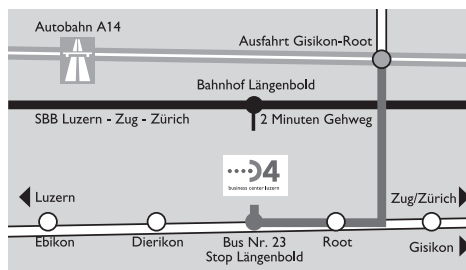 Autobahn A14
Ausfahrt Gisikon-Root
Bahnhof Längenbold
SBB Luzern - Zug - Zürich
2 Minuten Gehweg
D4
business center luzern
Luzern
Zug/Zürich
Ebikon
Dierikon
Bus Nr. 23
Stop Längenbold
Root
Gisikon